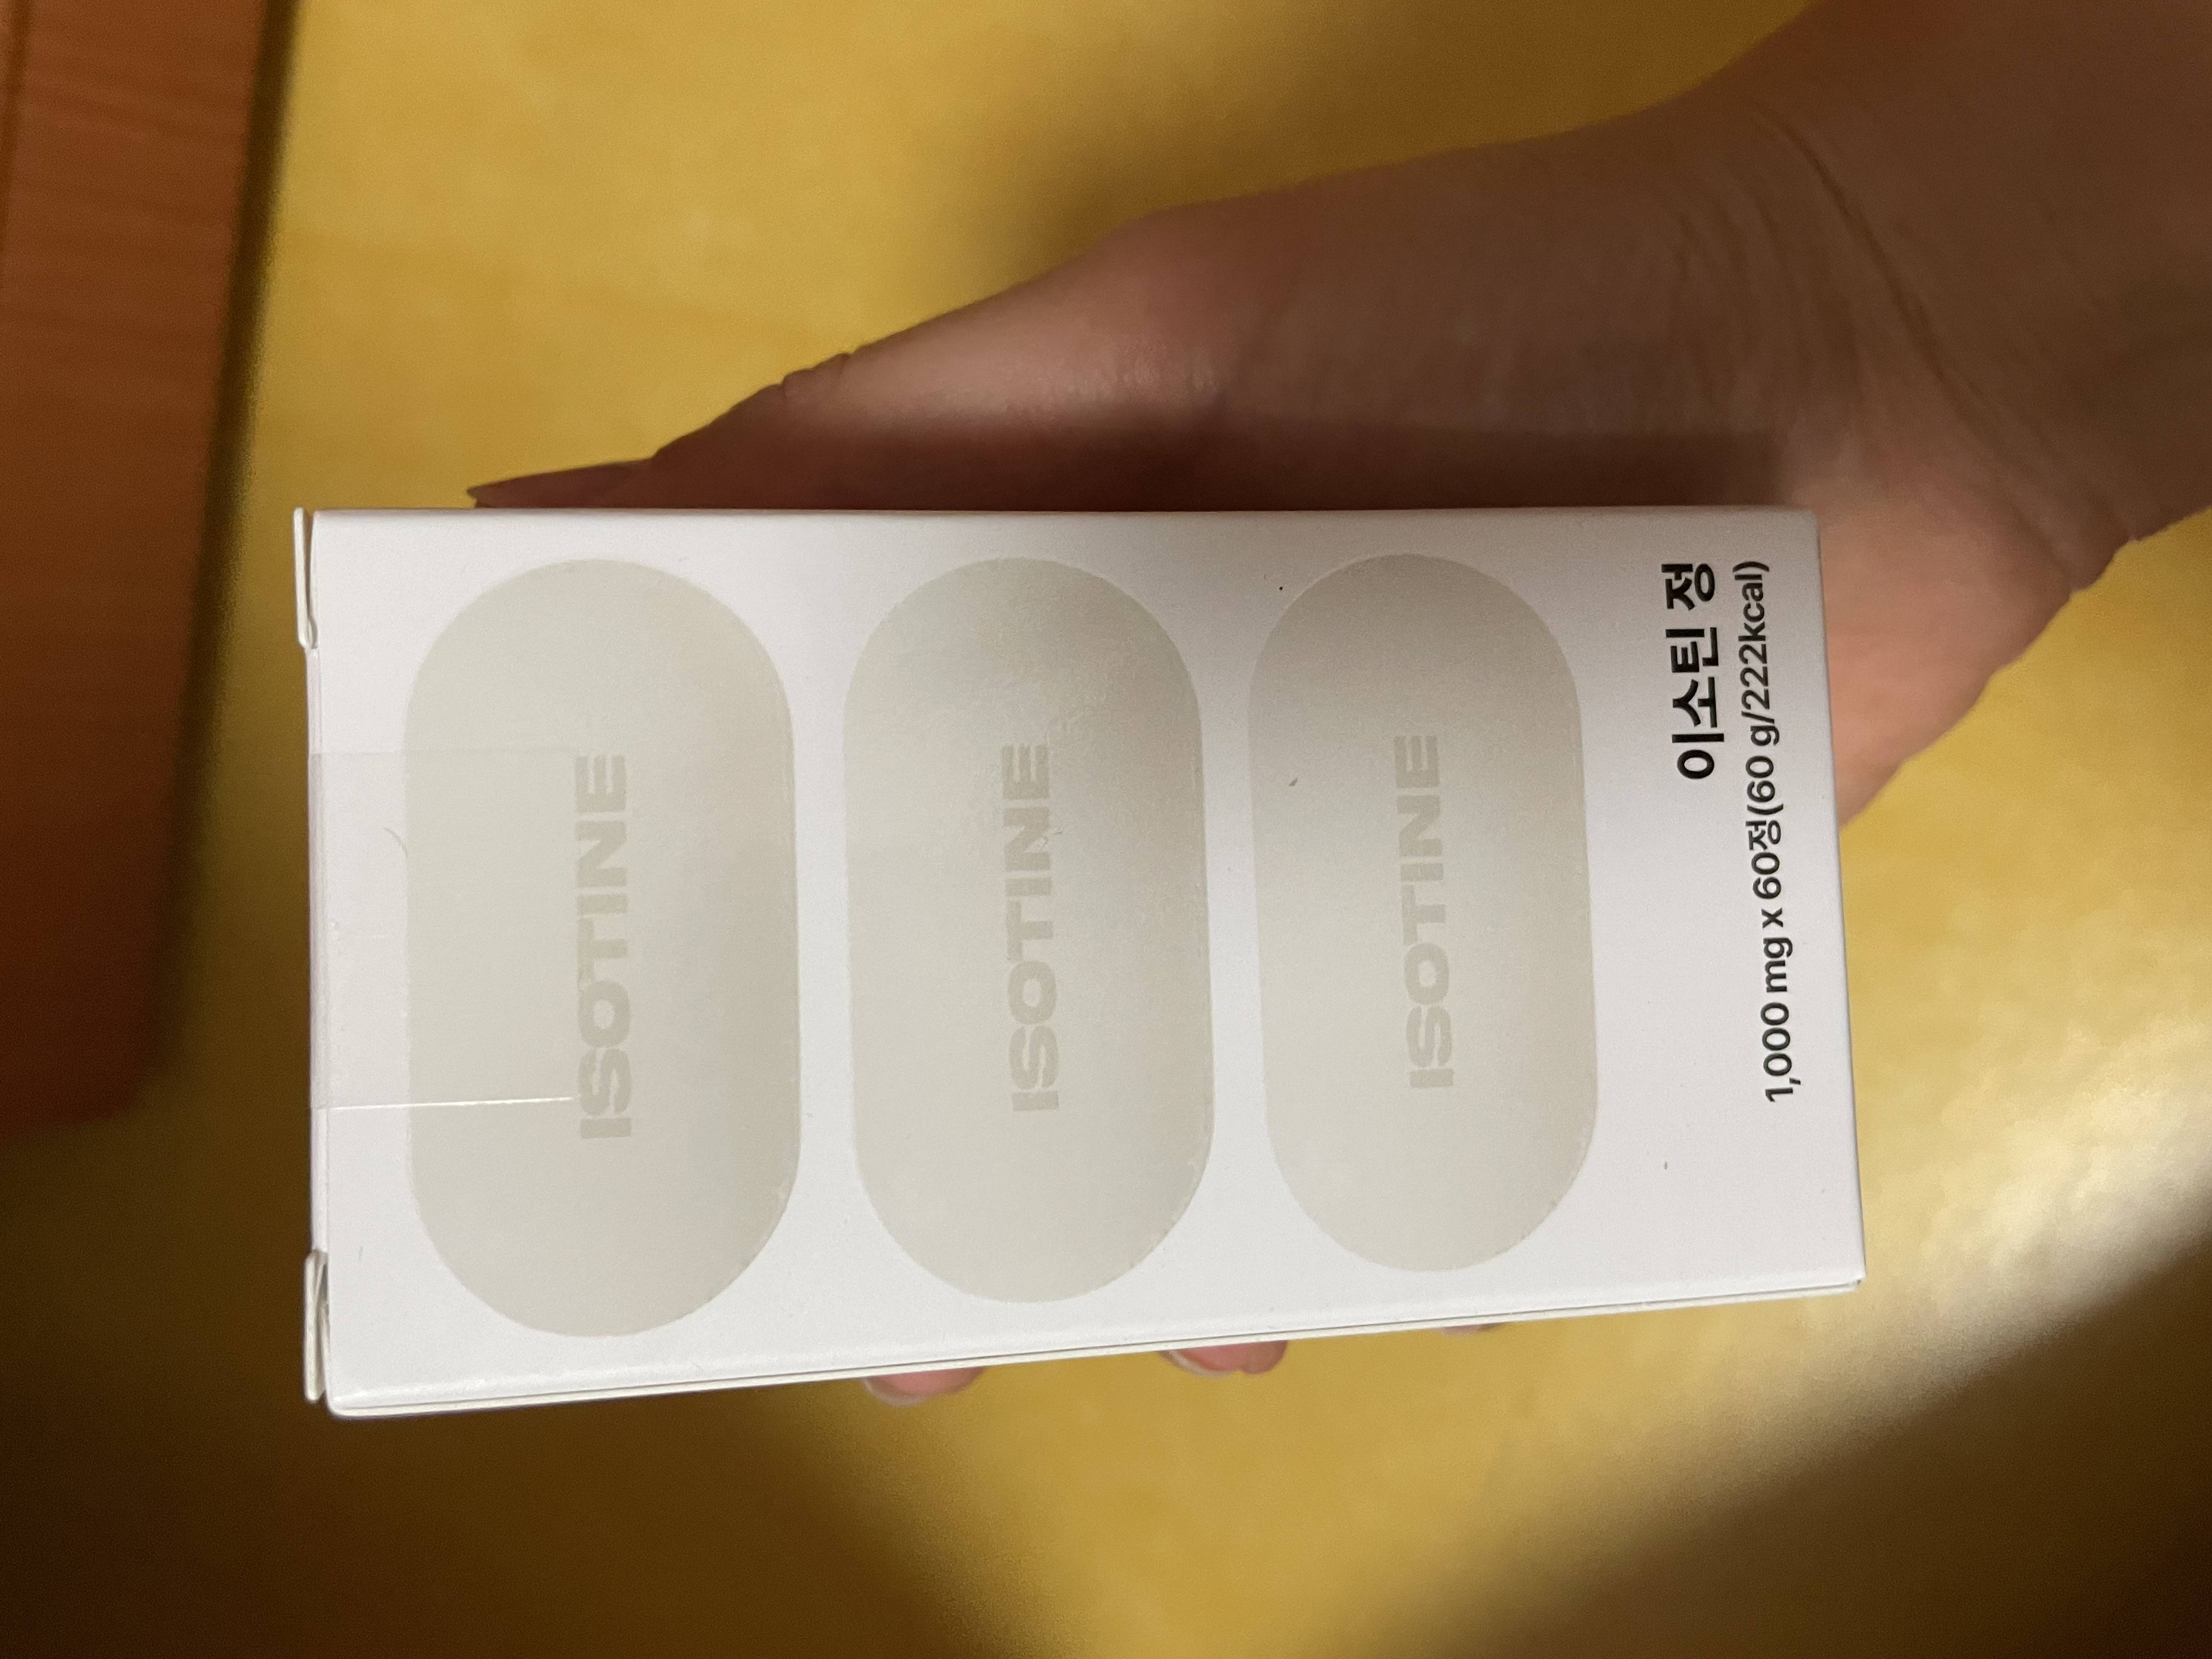 ISOTINE
ISOTINE
ISOTINE
이소틴 정
1,000 mg x 60정(60 g/222kcal)